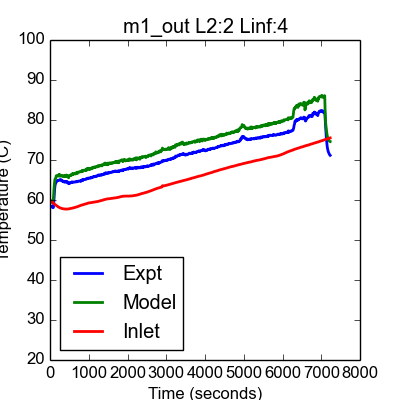 m1_out L2:2 Linf:4
100
90
80
70
60
50
40
30
20
Temperature (C)
Expt
Model
Inlet
0 1000 2000 3000 4000 5000 6000 7000 8000
Time (seconds)